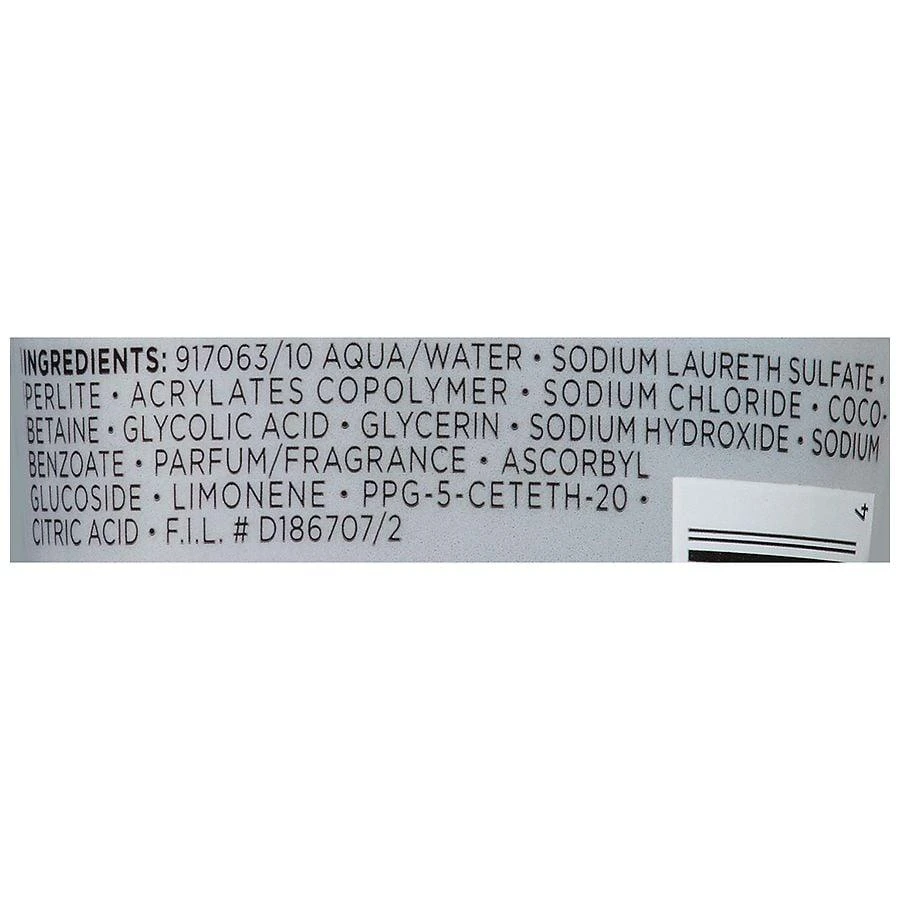 INGREDIENTS: 917063/10 AQUA/WATER • SODIUM LAURETH SULFATE •
PERLITE • ACRYLATES COPOLYMER • SODIUM CHLORIDE • COCO-
BETAINE • GLYCOLIC ACID • GLYCERIN • SODIUM HYDROXIDE • SODIUM
BENZOATE • PARFUM/FRAGRANCE • ASCORBYL
GLUCOSIDE • LIMONENE • PPG-5-CETETH-20 •
CITRIC ACID • F.I.L. # D186707/2
4